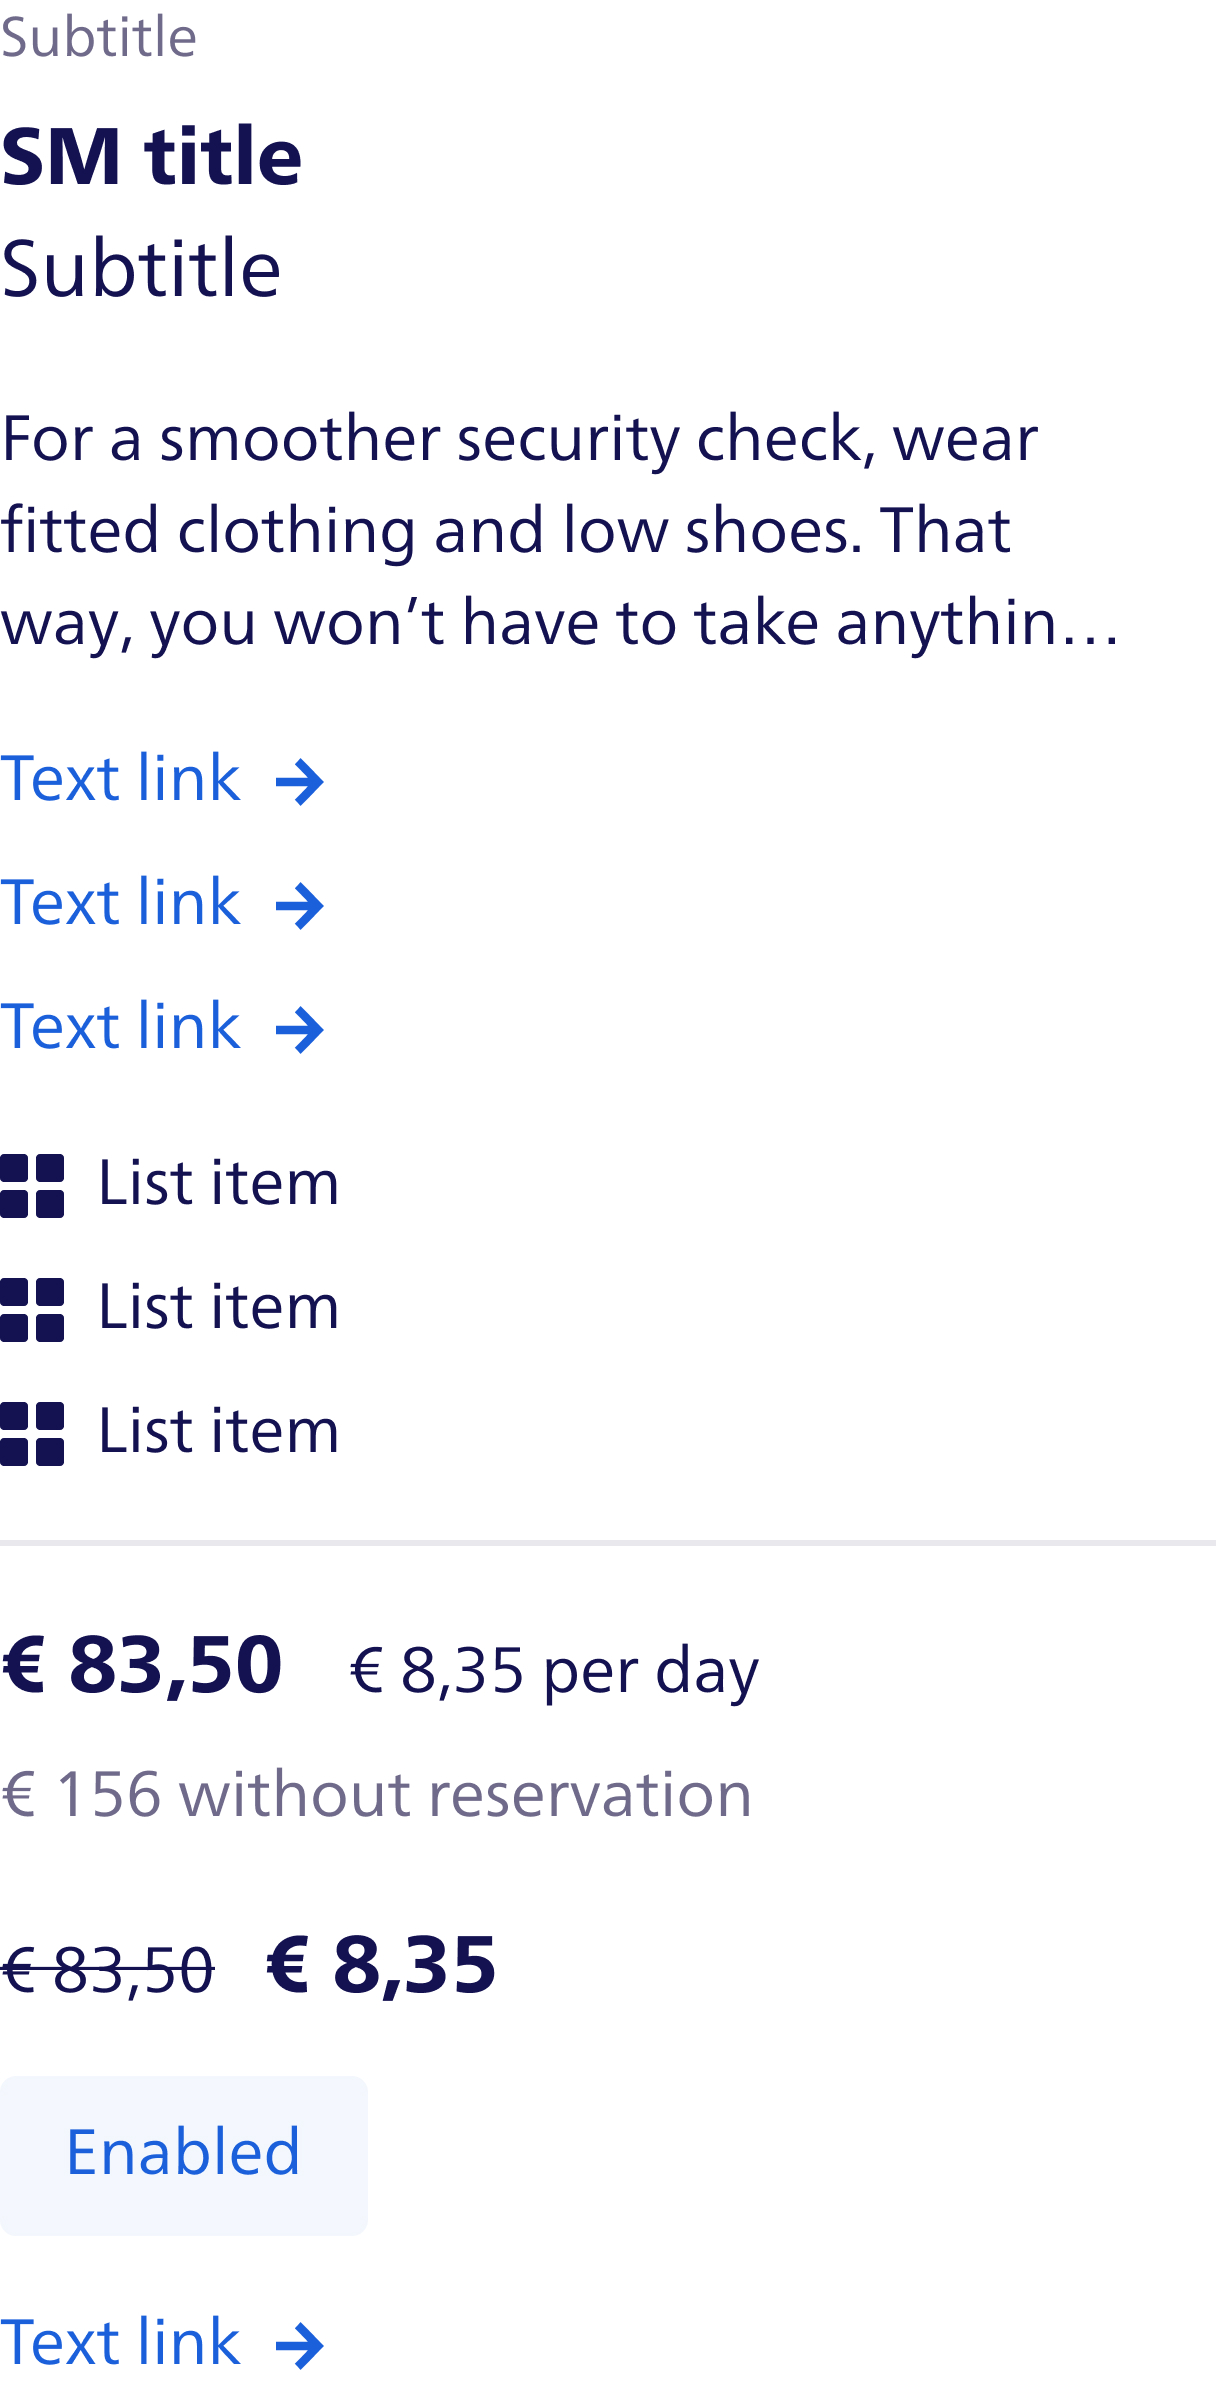 Subtitle
SM title
Subtitle
For a smoother security check, wear
fitted clothing and low shoes. That
way, you won’t have to take anythin…
Text link
Text link
Text link
List item
List item
List item
€ 83,50 € 8,35 per day
€ 156 without reservation
€ 83,50 € 8,35
Enabled
Text link